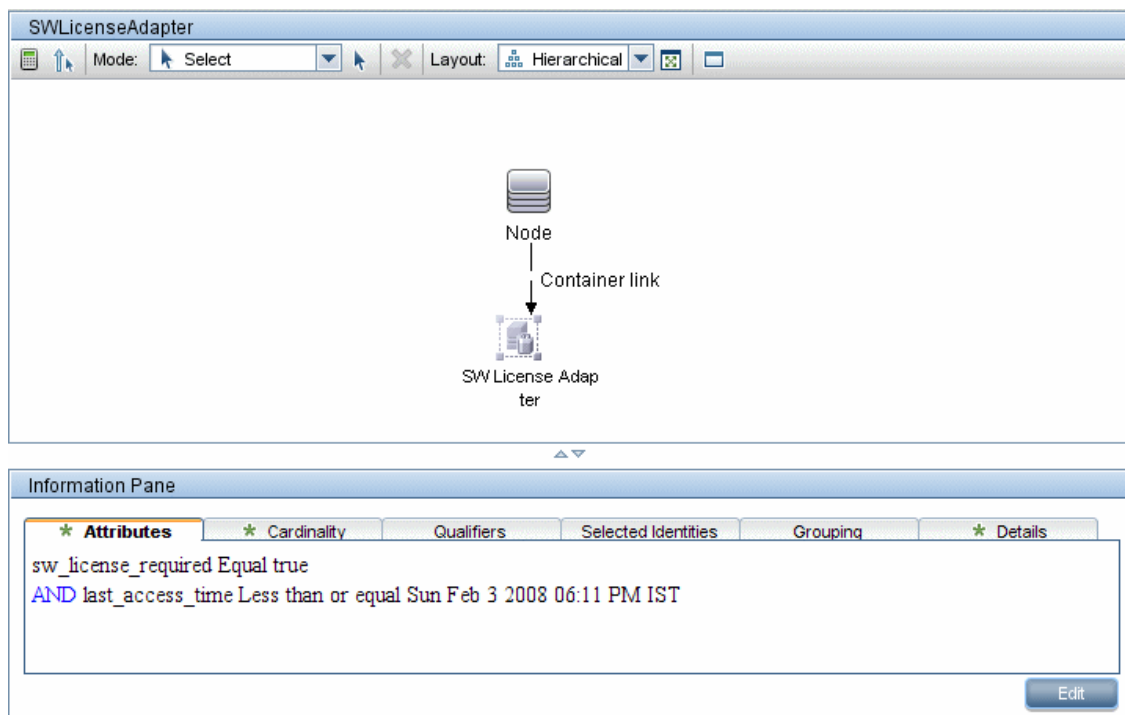 SWLicenseAdapter
Mode: Select Layout: Hierarchical
Node
Container link
SW License Adap
ter
Information Pane
* Attributes * Cardinality Qualifiers Selected Identities Grouping * Details
sw_license_required Equal true
AND last_access_time Less than or equal Sun Feb 3 2008 06:11 PM IST
Edit